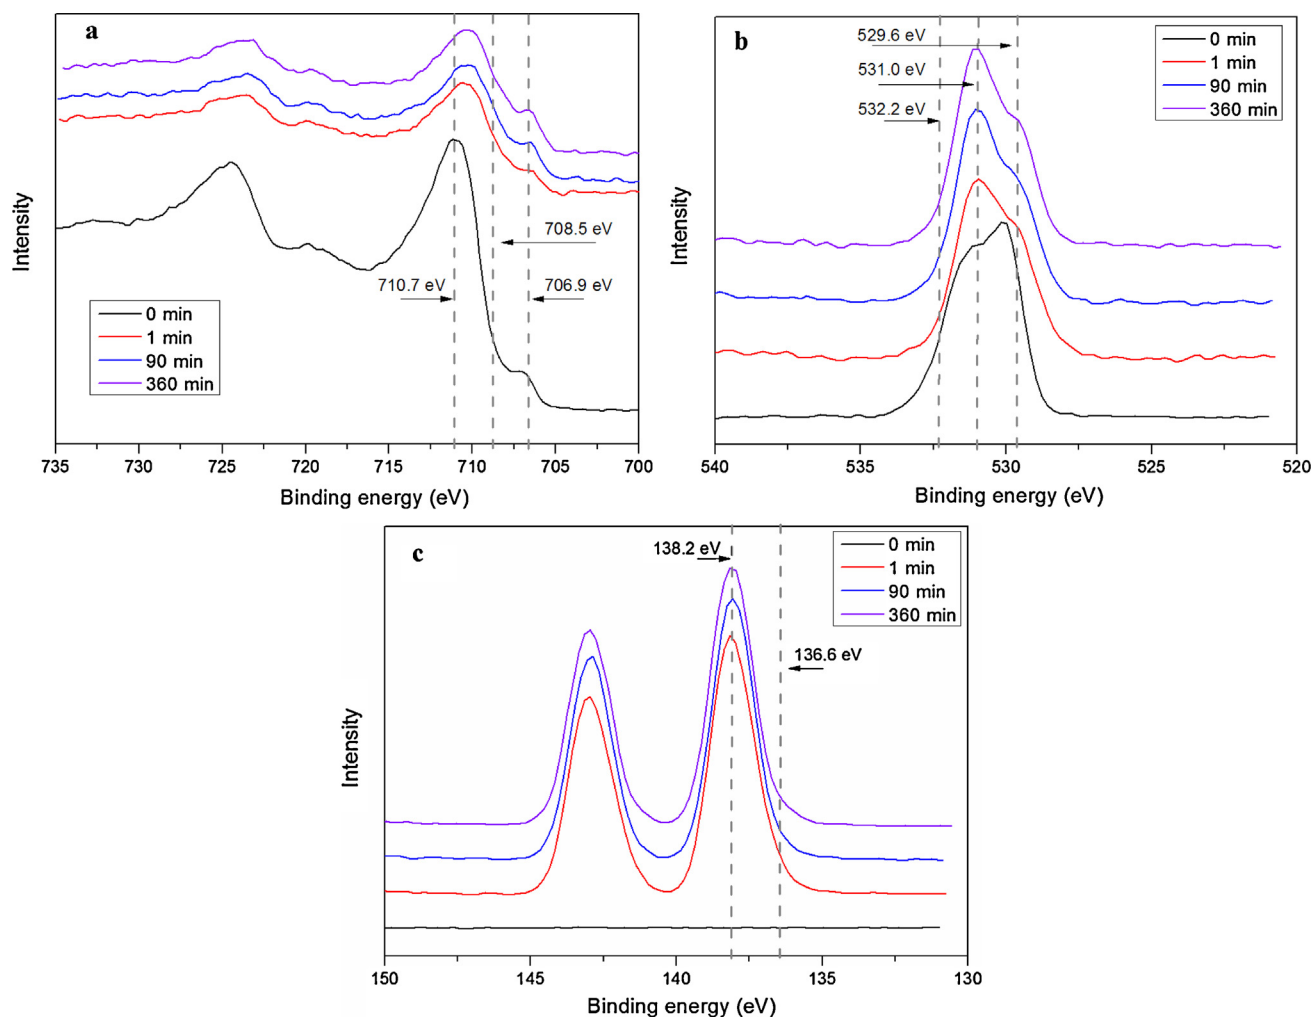 a
Intensity
708.5 eV
710.7 eV
706.9 eV
0 min
1 min
90 min
360 min
735 730 725 720 715 710 705 700
Binding energy (eV)
b
529.6 eV
531.0 eV
532.2 eV
0 min
1 min
90 min
360 min
Intensity
540 535 530 525 520
Binding energy (eV)
c
138.2 eV
0 min
1 min
90 min
360 min
136.6 eV
Intensity
150 145 140 135 130
Binding energy (eV)